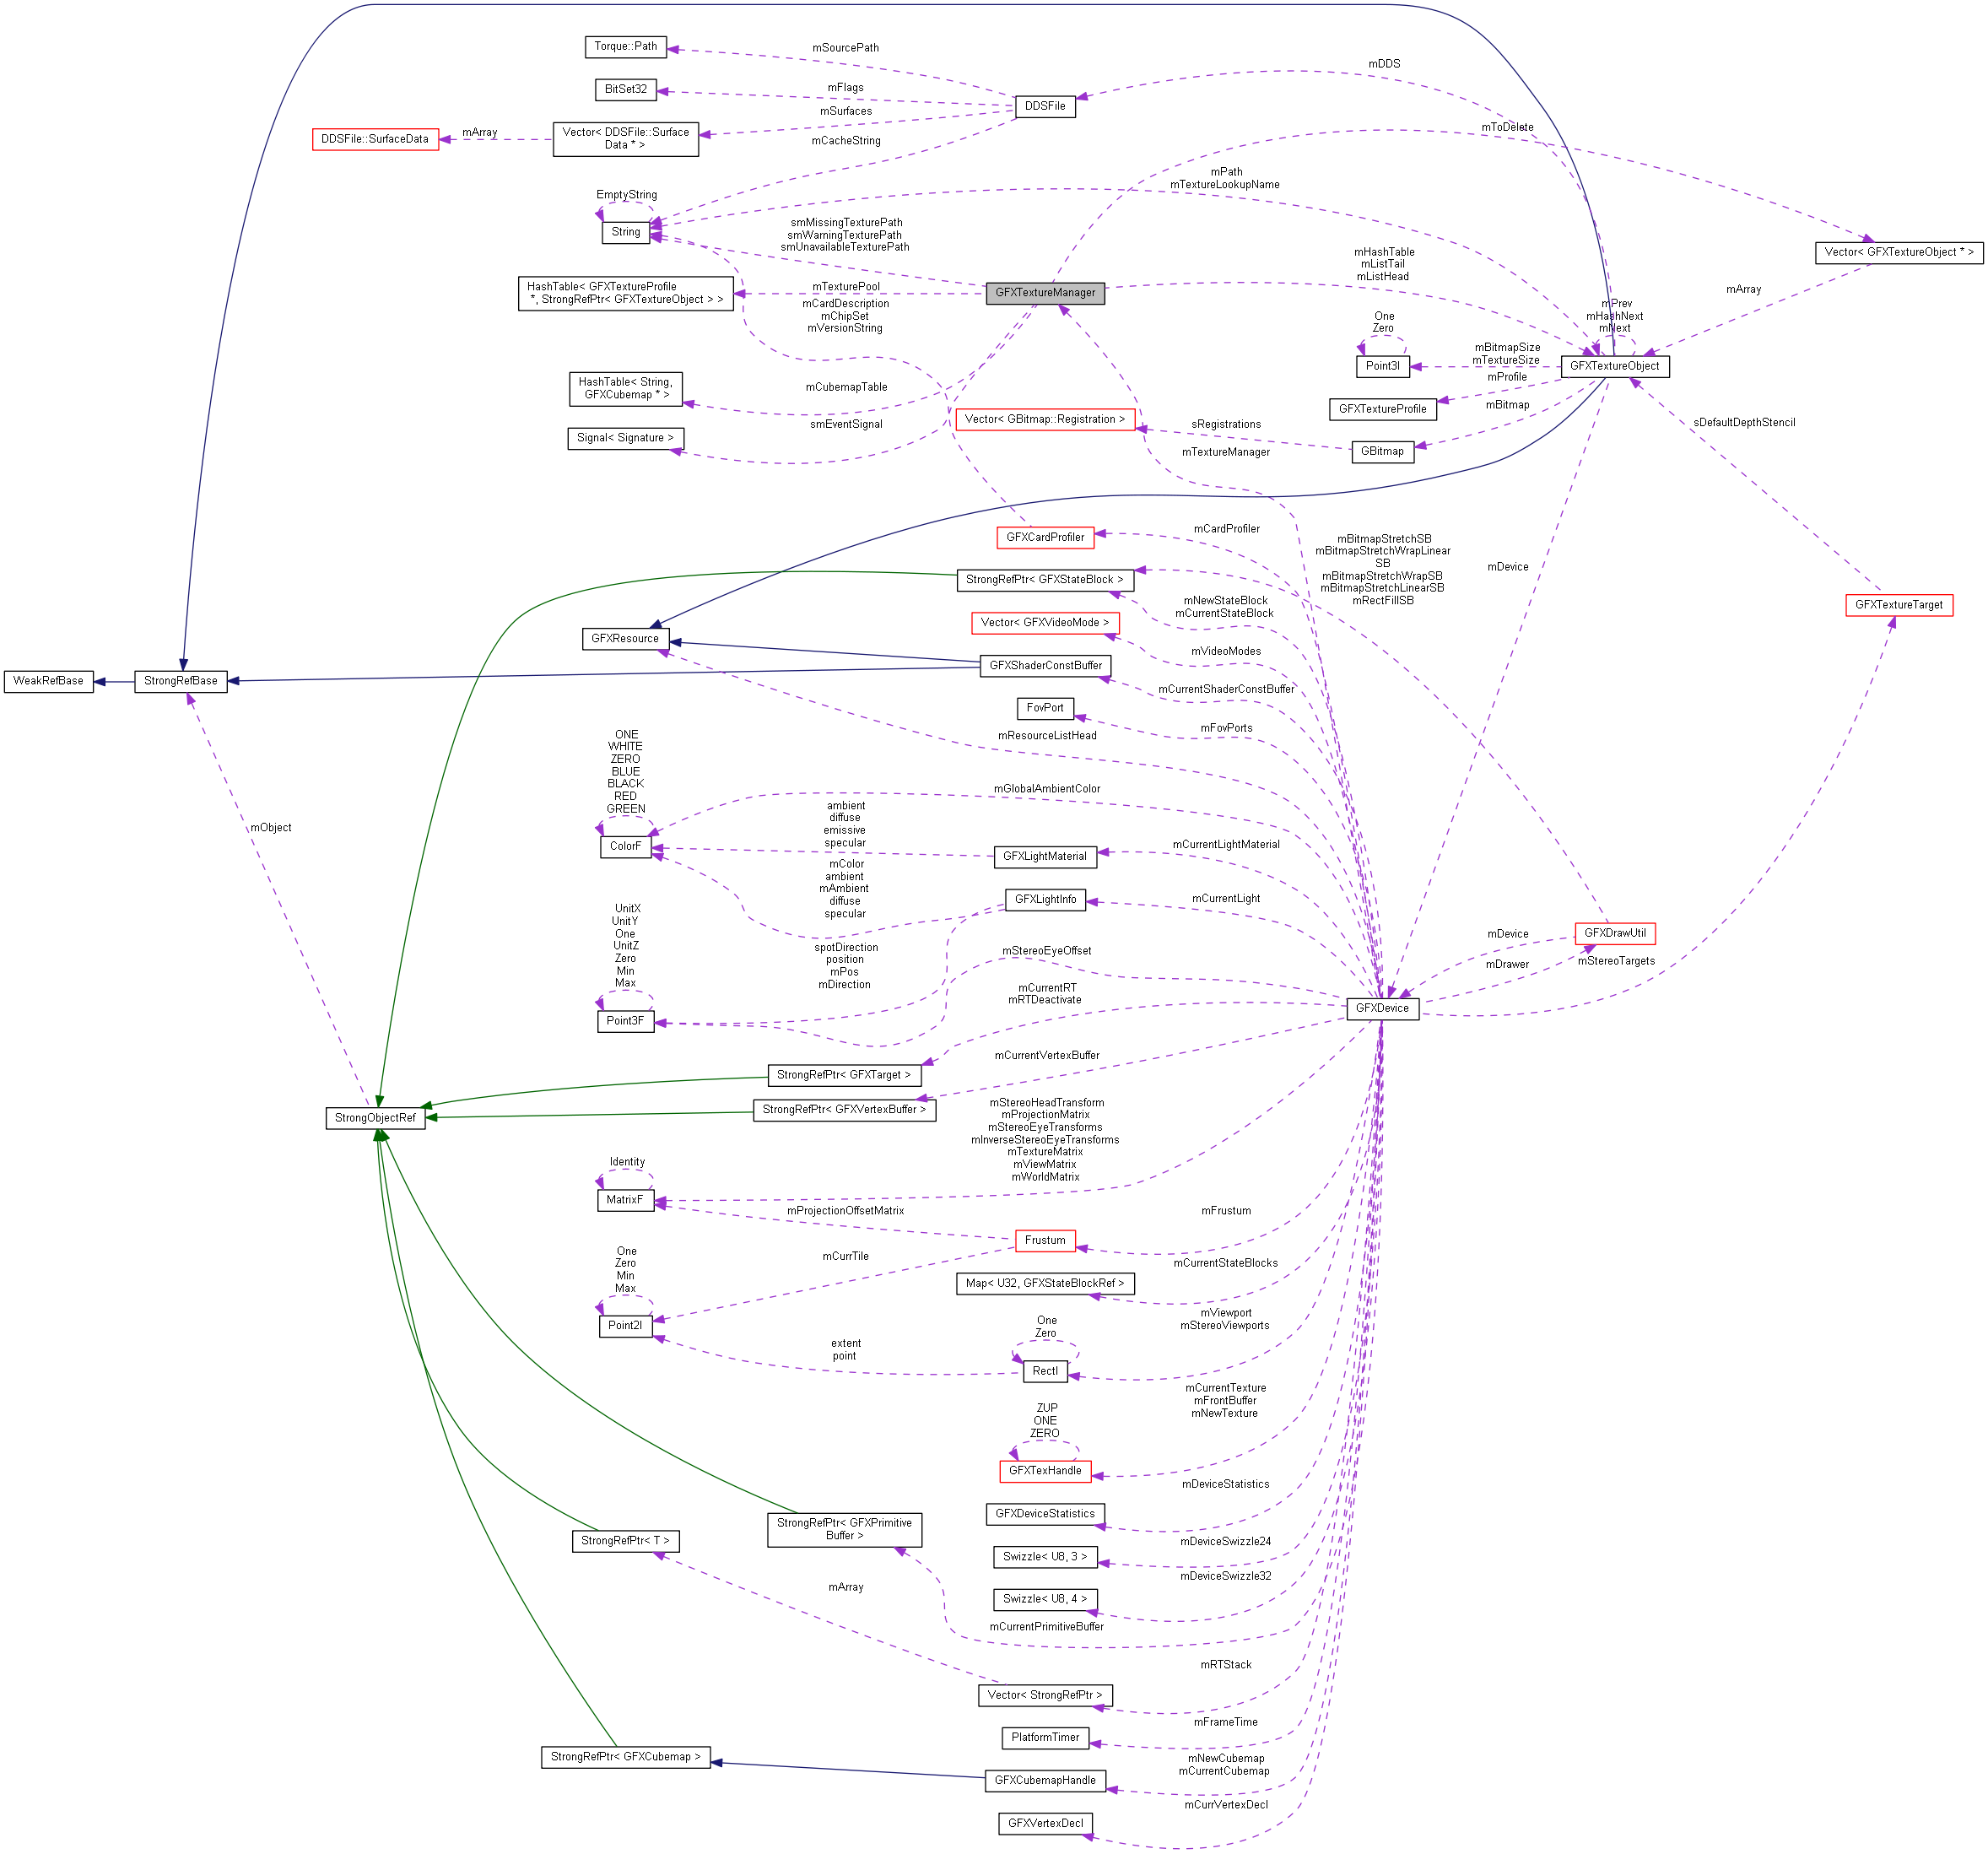 Torque::Path
mSourcePath
mDDS
BitSet32
mFlags
DDSFile
mSurfaces
mToDelete
DDSFile::SurfaceData
mArray
Vector< DDSFile::Surface
Data * >
mCacheString
mPath
mTextureLookupName
EmptyString
String
smMissingTexturePath
smWarningTexturePath
smUnavailableTexturePath
mHashTable
mListTail
mListHead
Vector< GFXTextureObject * >
HashTable< GFXTextureProfile
*, StrongRefPtr< GFXTextureObject > >
mTexturePool
GFXTextureManager
mArray
mCardDescription
mChipSet
mVersionString
One
Zero
mPrev
mHashNext
mNext
Point3I
mBitmapSize
mTextureSize
GFXTextureObject
HashTable< String,
GFXCubemap * >
mCubemapTable
mProfile
GFXTextureProfile
mBitmap
Vector< GBitmap::Registration >
sRegistrations
smEventSignal
sDefaultDepthStencil
Signal< Signature >
mTextureManager
GBitmap
GFXCardProfiler
mCardProfiler
mBitmapStretchSB
mBitmapStretchWrapLinear
SB
mBitmapStretchWrapSB
mBitmapStretchLinearSB
mRectFillSB
mDevice
StrongRefPtr< GFXStateBlock >
mNewStateBlock
mCurrentStateBlock
GFXTextureTarget
Vector< GFXVideoMode >
GFXResource
mVideoModes
GFXShaderConstBuffer
WeakRefBase
StrongRefBase
mCurrentShaderConstBuffer
FovPort
mFovPorts
mResourceListHead
ONE
WHITE
ZERO
BLUE
BLACK
RED
GREEN
mGlobalAmbientColor
ambient
diffuse
emissive
specular
mObject
ColorF
GFXLightMaterial
mCurrentLightMaterial
mColor
ambient
mAmbient
diffuse
specular
GFXLightInfo
mCurrentLight
UnitX
UnitY
One
UnitZ
Zero
Min
Max
spotDirection
position
mPos
mDirection
mStereoEyeOffset
mDevice
GFXDrawUtil
mDrawer
mStereoTargets
mCurrentRT
mRTDeactivate
GFXDevice
Point3F
mCurrentVertexBuffer
StrongRefPtr< GFXTarget >
StrongRefPtr< GFXVertexBuffer >
StrongObjectRef
mStereoHeadTransform
mProjectionMatrix
mStereoEyeTransforms
mInverseStereoEyeTransforms
mTextureMatrix
mViewMatrix
mWorldMatrix
Identity
MatrixF
mProjectionOffsetMatrix
mFrustum
Frustum
mCurrTile
One
Zero
Min
Max
mCurrentStateBlocks
Map< U32, GFXStateBlockRef >
Point2I
One
Zero
mViewport
mStereoViewports
extent
point
RectI
mCurrentTexture
mFrontBuffer
mNewTexture
ZUP
ONE
ZERO
GFXTexHandle
mDeviceStatistics
GFXDeviceStatistics
StrongRefPtr< T >
StrongRefPtr< GFXPrimitive
Buffer >
mDeviceSwizzle24
Swizzle< U8, 3 >
mDeviceSwizzle32
mArray
Swizzle< U8, 4 >
mCurrentPrimitiveBuffer
mRTStack
Vector< StrongRefPtr >
mFrameTime
PlatformTimer
StrongRefPtr< GFXCubemap >
mNewCubemap
mCurrentCubemap
GFXCubemapHandle
mCurrVertexDecl
GFXVertexDecl